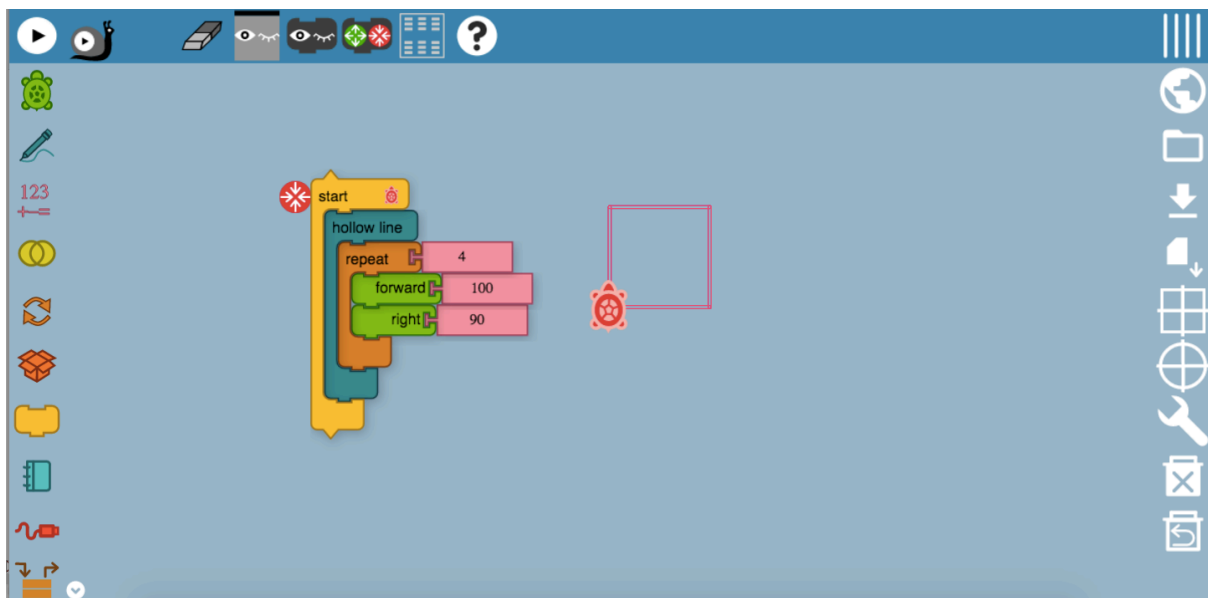 ?
123
+−=
start
hollow line
repeat 4
forward 100
right 90